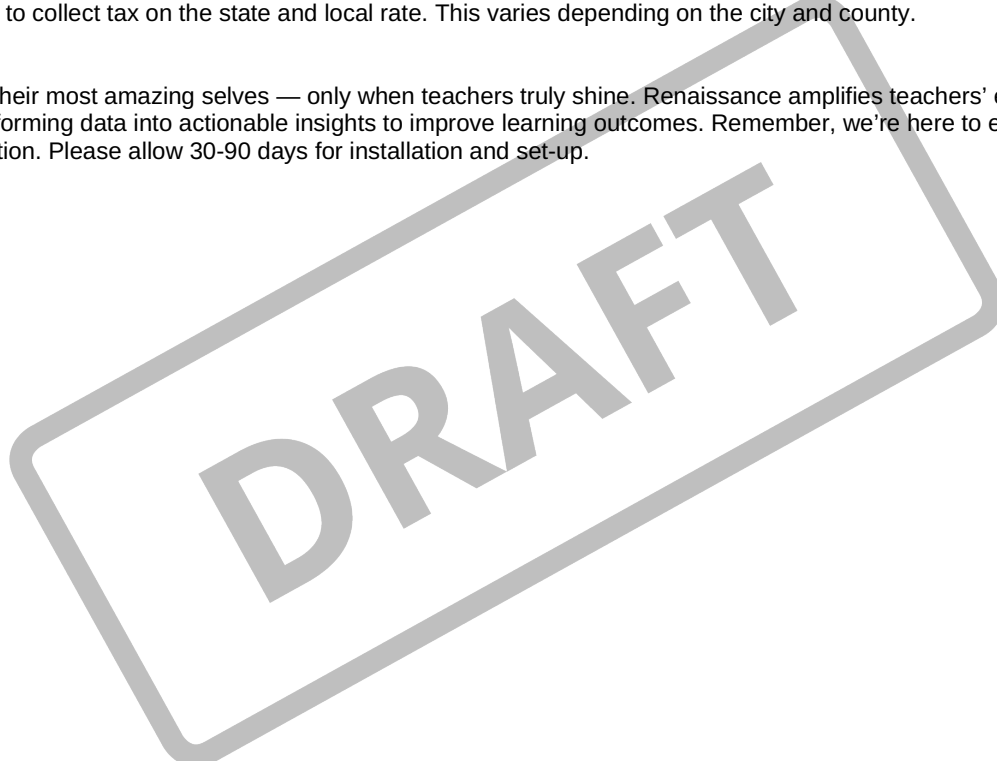 to collect tax on the state and local rate. This varies depending on the city and county.
heir most amazing selves — only when teachers truly shine. Renaissance amplifies teachers’
forming data into actionable insights to improve learning outcomes. Remember, we’re here to
tion. Please allow 30-90 days for installation and set-up.
DRAFT